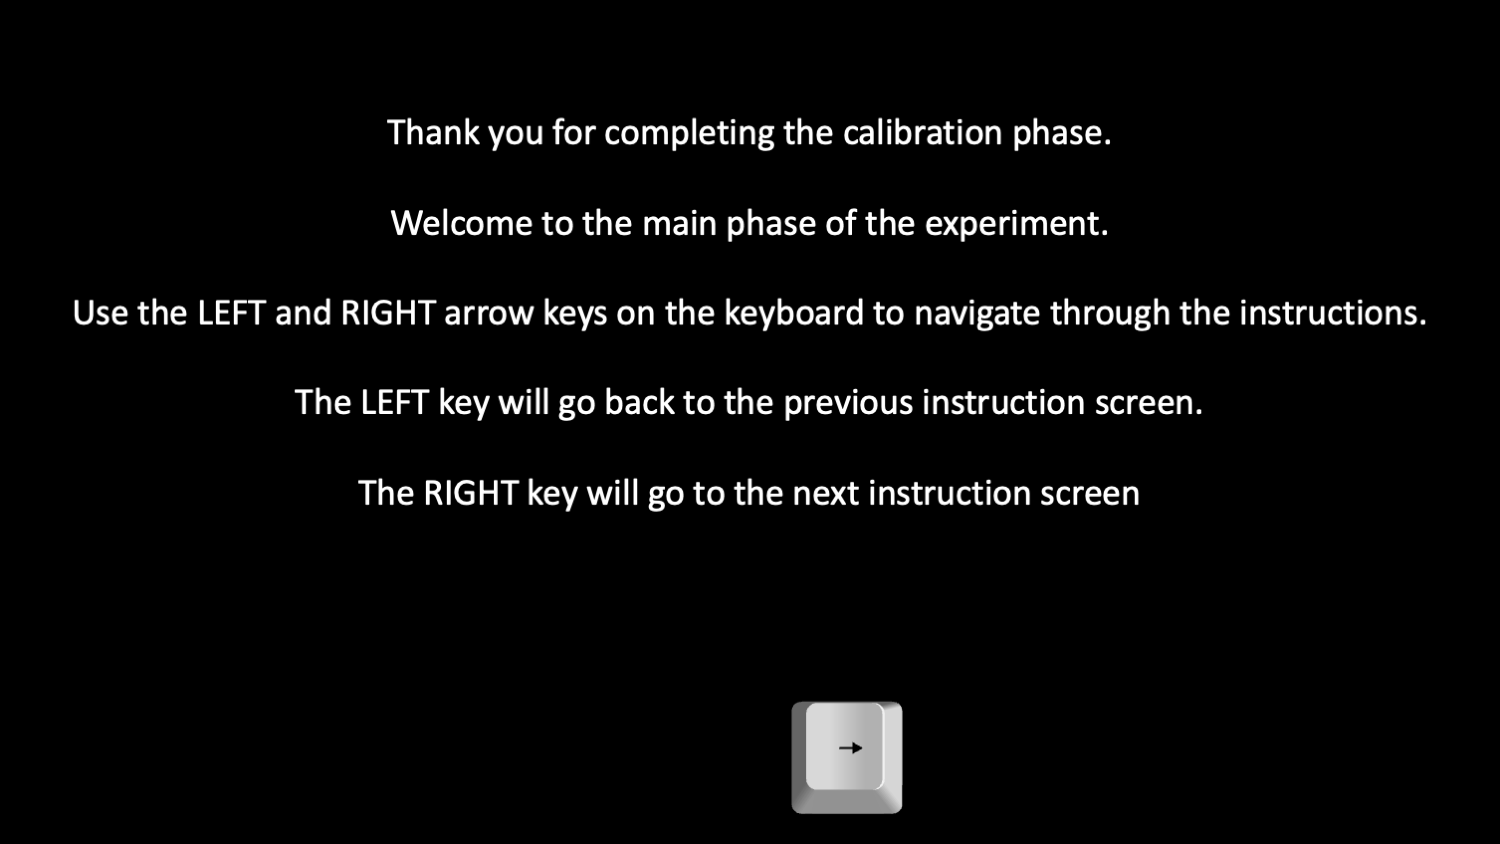 Thank you for completing the calibration phase.
Welcome to the main phase of the experiment.
Use the LEFT and RIGHT arrow keys on the keyboard to navigate through the instructions.
The LEFT key will go back to the previous instruction screen.
The RIGHT key will go to the next instruction screen